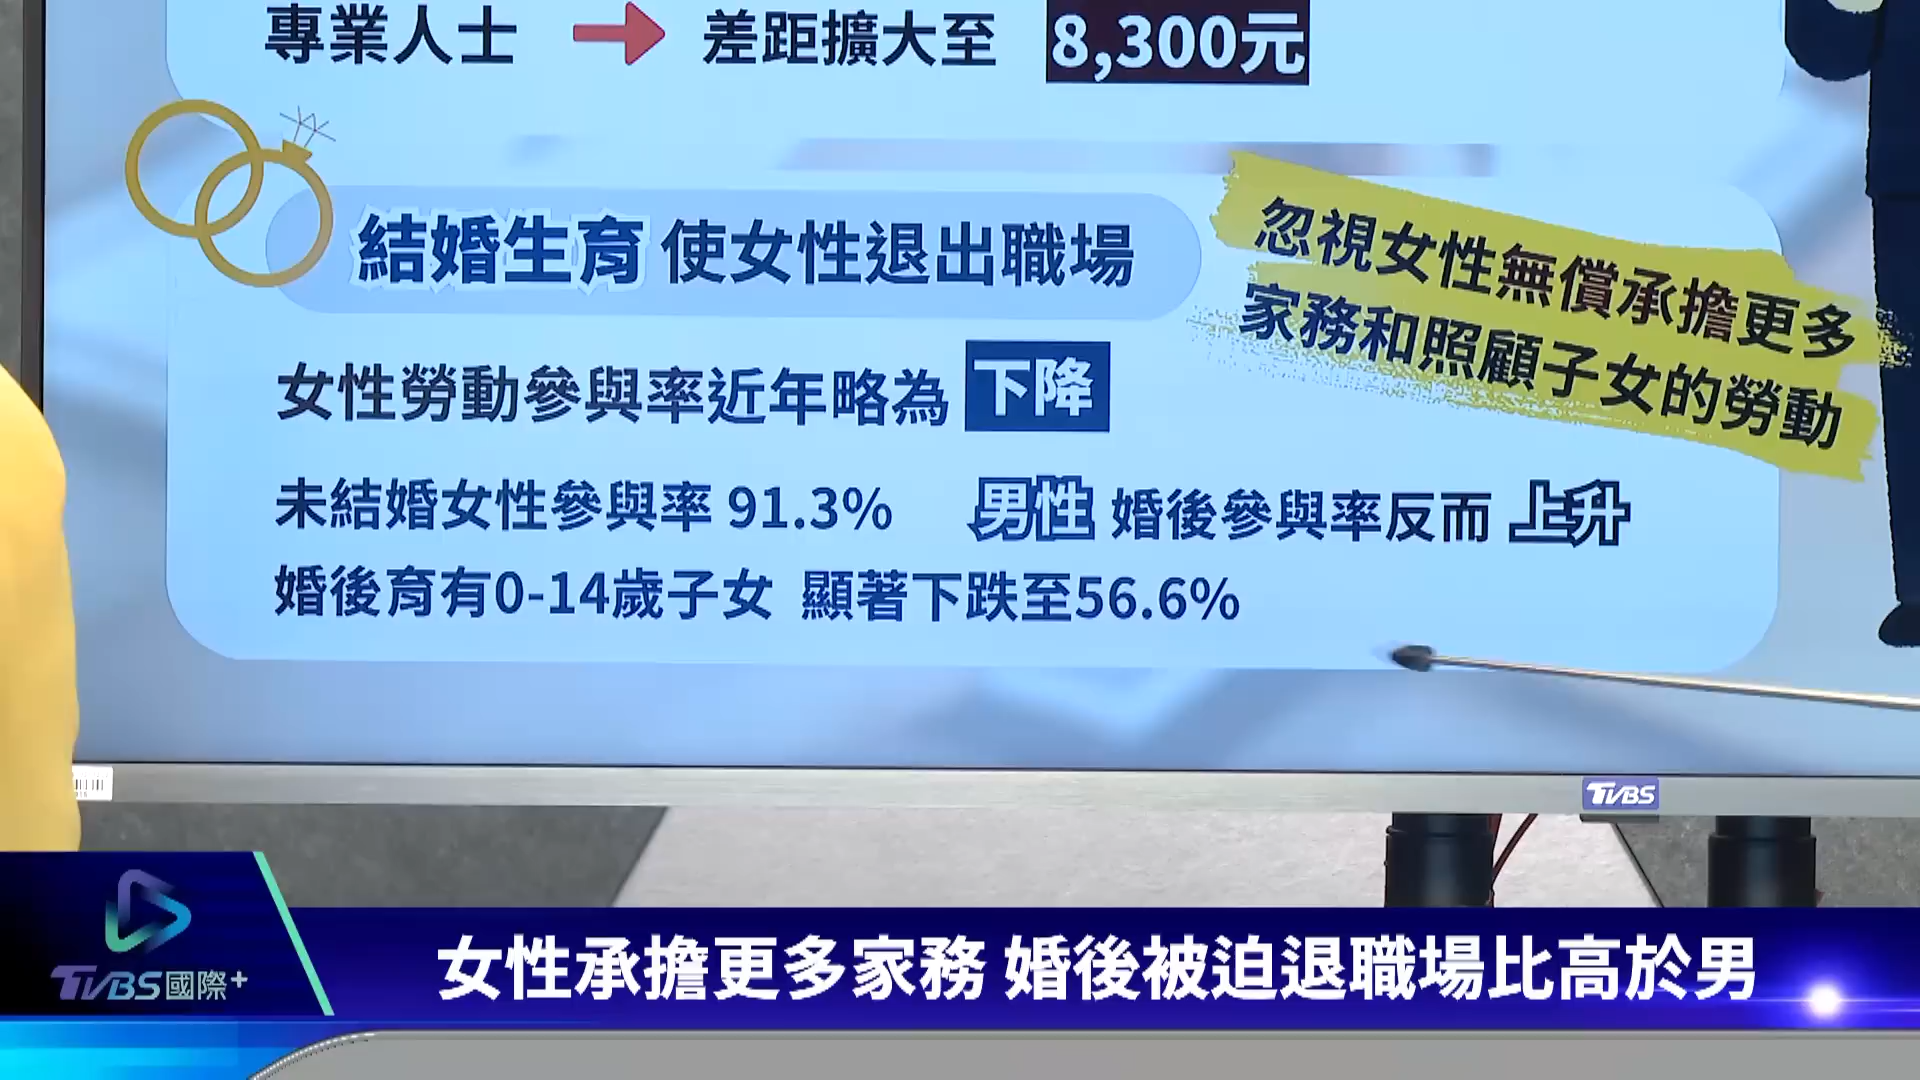 專業人士 差距擴大至 8,300元
結婚生育 使女性退出職場
忽視女性無償承擔更多
家務和照顧子女的勞動
女性勞動參與率近年略為 下降
未結婚女性參與率 91.3% 男性 婚後參與率反而 上升
婚後育有0-14歲子女 顯著下跌至56.6%
TVBS
女性承擔更多家務 婚後被迫退職場比高於男
TVBS國際+